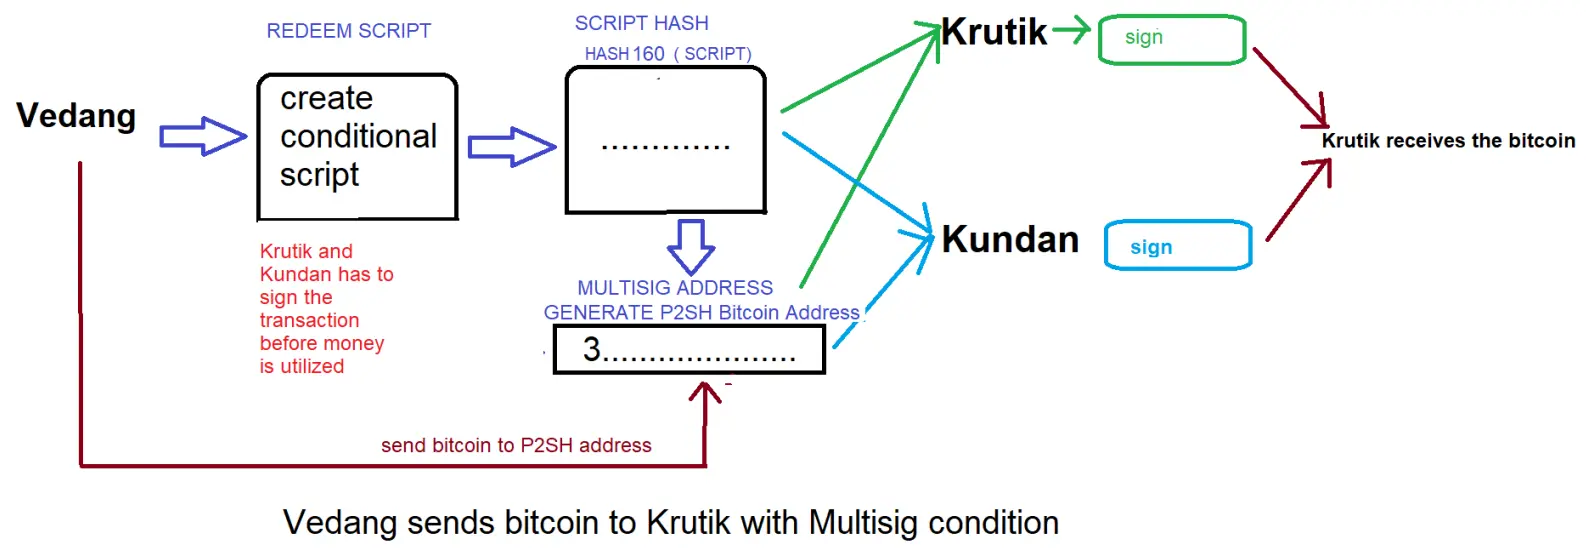 REDEEM SCRIPT
SCRIPT HASH
HASH160 ( SCRIPT)
Vedang
create
conditional
script
.............
Krutik
sign
Krutik receives the bitcoin
Kundan
sign
Krutik and
Kundan has to
sign the
transaction
before money
is utilized
MULTISIG ADDRESS
GENERATE P2SH Bitcoin Address
3.....................
send bitcoin to P2SH address
Vedang sends bitcoin to Krutik with Multisig condition